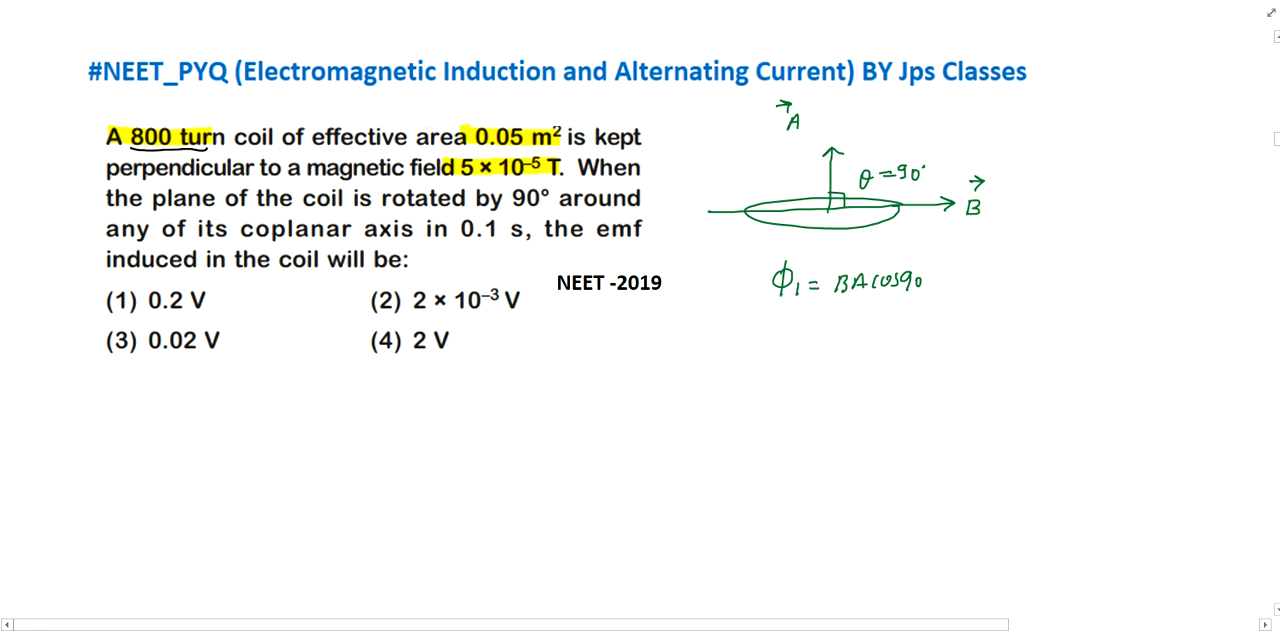 #NEET_PYQ (Electromagnetic Induction and Alternating Current) BY Jps Classes
A 800 turn coil of effective area 0.05 m² is kept
perpendicular to a magnetic field 5 × 10⁻⁵ T. When
the plane of the coil is rotated by 90° around
any of its coplanar axis in 0.1 s, the emf
induced in the coil will be:
NEET -2019
(1) 0.2 V (2) 2 × 10⁻³ V
(3) 0.02 V (4) 2 V
A
θ = 90°
B
ϕ₁ = BA cos90